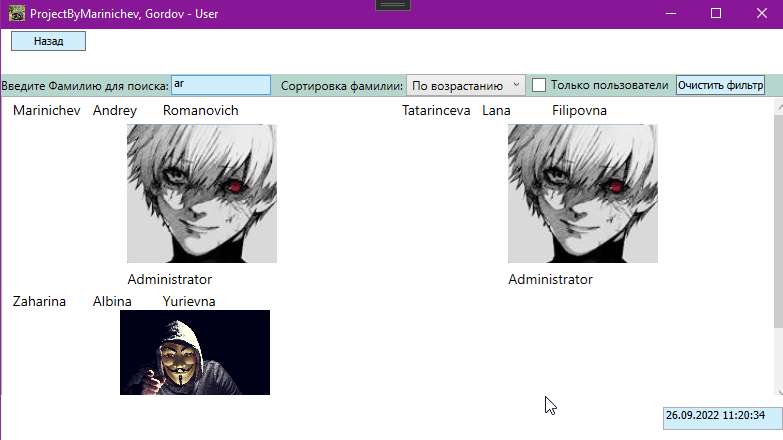 ProjectByMarinichev, Gordov - User
Назад
Введите Фамилию для поиска: ar Сортировка фамилии: По возрастанию Только пользователи Очистить фильтр
Marinichev Andrey Romanovich Tatarinceva Lana Filipovna
Administrator Administrator
Zaharina Albina Yurievna
26.09.2022 11:20:34